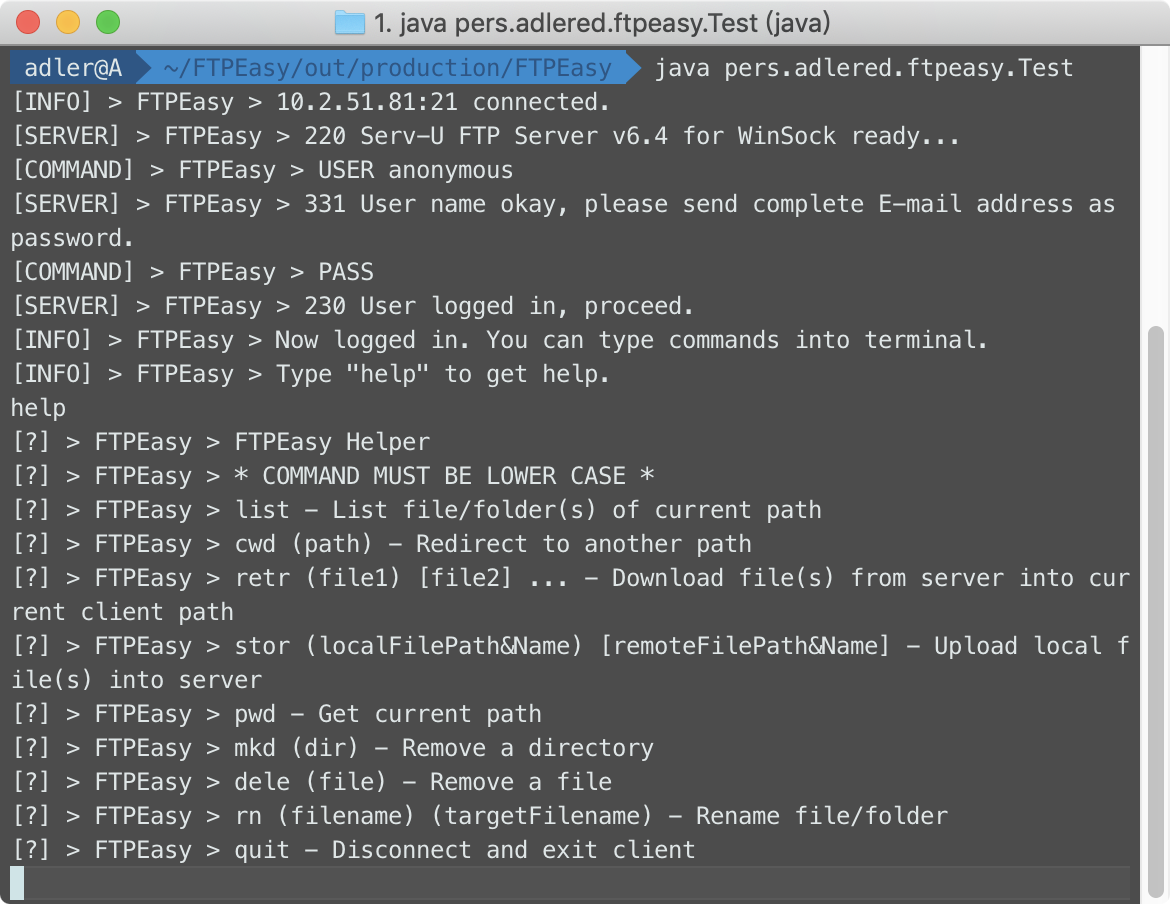 1. java pers.adlered.ftpeasy.Test (java)
adler@A ~/FTPEasy/out/production/FTPEasy java pers.adlered.ftpeasy.Test
[INFO] > FTPEasy > 10.2.51.81:21 connected.
[SERVER] > FTPEasy > 220 Serv-U FTP Server v6.4 for WinSock ready...
[COMMAND] > FTPEasy > USER anonymous
[SERVER] > FTPEasy > 331 User name okay, please send complete E-mail address as
password.
[COMMAND] > FTPEasy > PASS
[SERVER] > FTPEasy > 230 User logged in, proceed.
[INFO] > FTPEasy > Now logged in. You can type commands into terminal.
[INFO] > FTPEasy > Type "help" to get help.
help
[?] > FTPEasy > FTPEasy Helper
[?] > FTPEasy > * COMMAND MUST BE LOWER CASE *
[?] > FTPEasy > list - List file/folder(s) of current path
[?] > FTPEasy > cwd (path) - Redirect to another path
[?] > FTPEasy > retr (file1) [file2] ... - Download file(s) from server into cur
rent client path
[?] > FTPEasy > stor (localFilePath&Name) [remoteFilePath&Name] - Upload local f
ile(s) into server
[?] > FTPEasy > pwd - Get current path
[?] > FTPEasy > mkd (dir) - Remove a directory
[?] > FTPEasy > dele (file) - Remove a file
[?] > FTPEasy > rn (filename) (targetFilename) - Rename file/folder
[?] > FTPEasy > quit - Disconnect and exit client